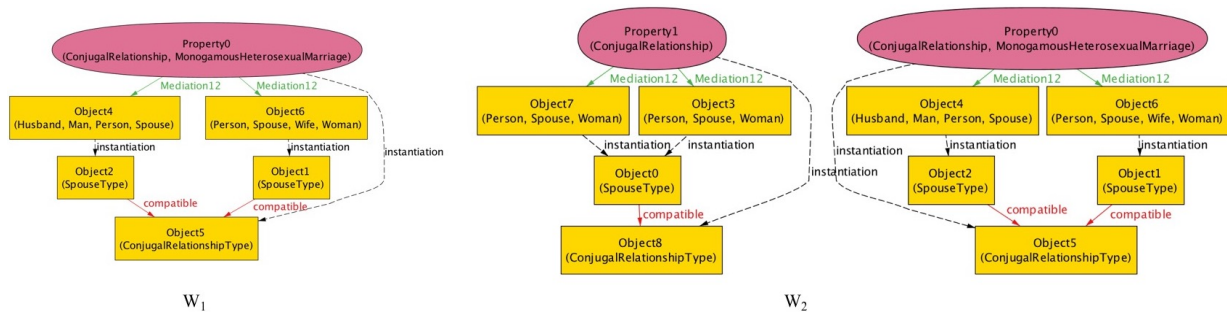 Property0
(ConjugalRelationship, MonogamousHeterosexualMarriage)
Mediation12
Mediation12
Object4
(Husband, Man, Person, Spouse)
Object6
(Person, Spouse, Wife, Woman)
instantiation
instantiation
instantiation
Object2
(SpouseType)
Object1
(SpouseType)
compatible
compatible
Object5
(ConjugalRelationshipType)
W1
Property1
(ConjugalRelationship)
Mediation12
Mediation12
Object7
(Person, Spouse, Woman)
Object3
(Person, Spouse, Woman)
instantiation
instantiation
Object0
(SpouseType)
instantiation
compatible
Object8
(ConjugalRelationshipType)
Property0
(ConjugalRelationship, MonogamousHeterosexualMarriage)
Mediation12
Mediation12
Object4
(Husband, Man, Person, Spouse)
Object6
(Person, Spouse, Wife, Woman)
instantiation
instantiation
instantiation
Object2
(SpouseType)
Object1
(SpouseType)
compatible
compatible
Object5
(ConjugalRelationshipType)
W2